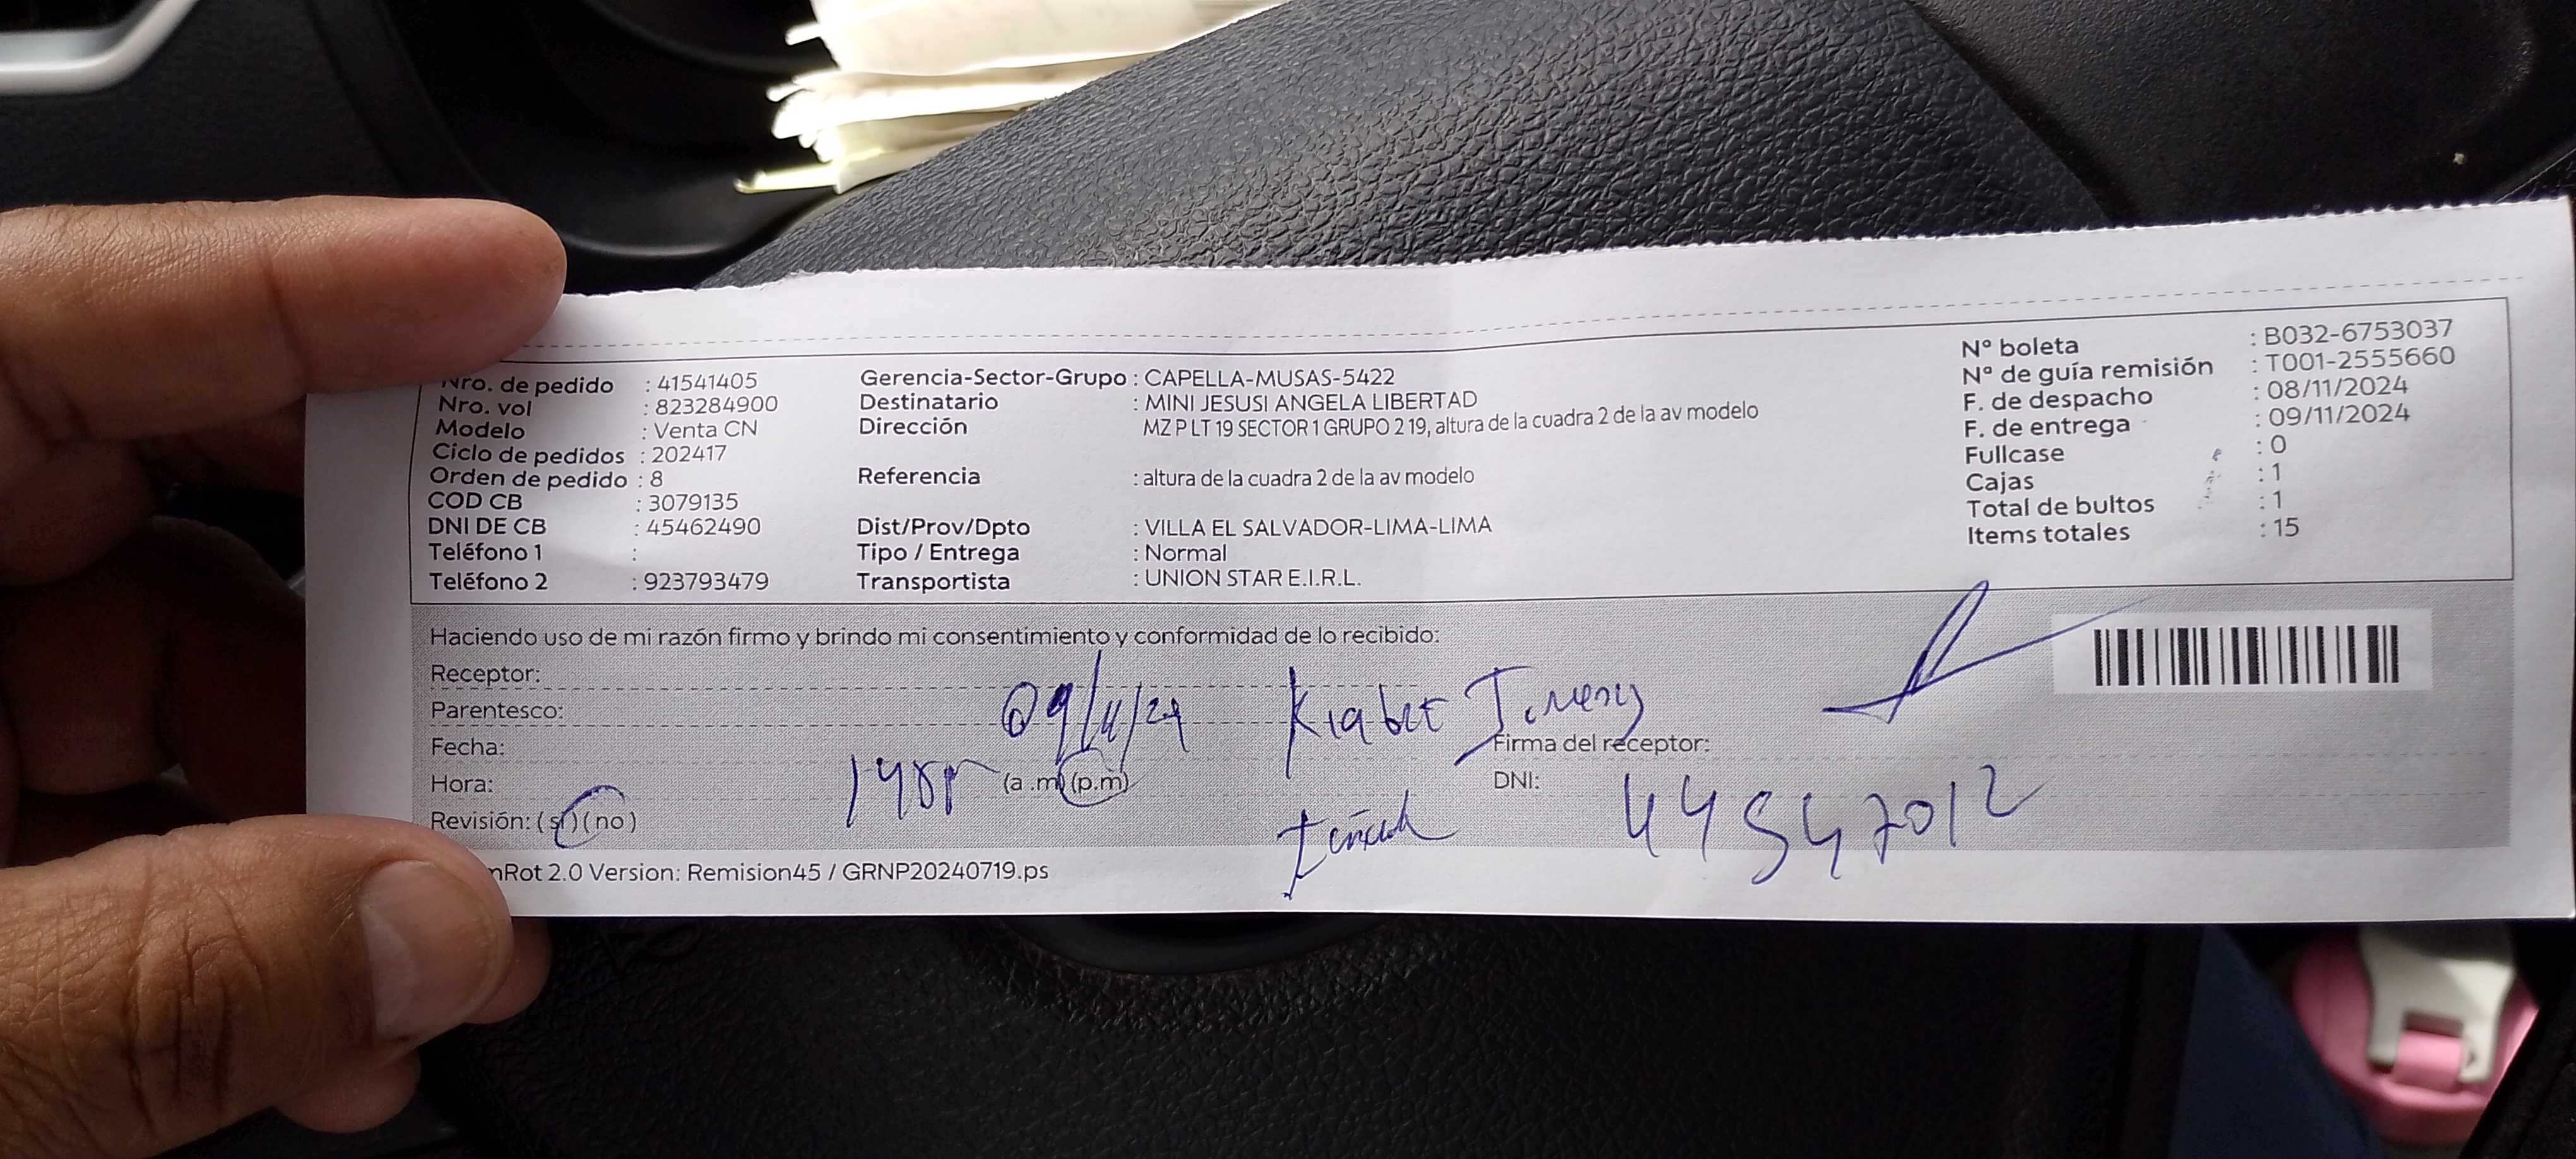 Nro. de pedido : 41541405
Nro. vol : 823284900
Modelo : Venta CN
Ciclo de pedidos : 202417
Orden de pedido : 8
COD CB : 3079135
DNI DE CB : 45462490
Teléfono 1 :
Teléfono 2 : 923793479
Gerencia-Sector-Grupo : CAPELLA-MUSAS-5422
Destinatario : MINI JESUSI ANGELA LIBERTAD
Dirección MZ P LT 19 SECTOR 1 GRUPO 2 19, altura de la cuadra 2 de la av modelo
Referencia : altura de la cuadra 2 de la av modelo
Dist/Prov/Dpto : VILLA EL SALVADOR-LIMA-LIMA
Tipo / Entrega : Normal
Transportista : UNION STAR E.I.R.L.
Nº boleta : B032-6753037
Nª de guía remisión : T001-2555660
F. de despacho : 08/11/2024
F. de entrega : 09/11/2024
Fullcase : 0
Cajas : 1
Total de bultos : 1
Items totales : 15
Haciendo uso de mi razón firmo y brindo mi consentimiento y conformidad de lo recibido:
Receptor:
Parentesco: 09/11/24
Fecha: Firma del receptor:
Hora: (a .m) (p.m) DNI: 44547012
Revisión: ( si ) ( no )
nRot 2.0 Version: Remision45 / GRNP20240719.ps